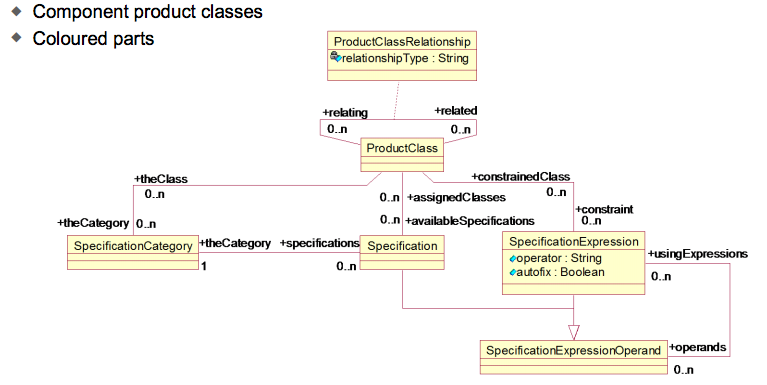 Component product classes
Coloured parts
ProductClassRelationship
relationshipType : String
+relating
+related
0..n
0..n
ProductClass
+theClass
+constrainedClass
0..n
0..n
+assignedClasses
0..n
+constraint
+theCategory
0..n
0..n
+availableSpecifications
0..n
SpecificationCategory
+theCategory
+specifications
Specification
1
0..n
SpecificationExpression
operator : String
autofix : Boolean
+usingExpressions
0..n
SpecificationExpressionOperand
+operands
0..n